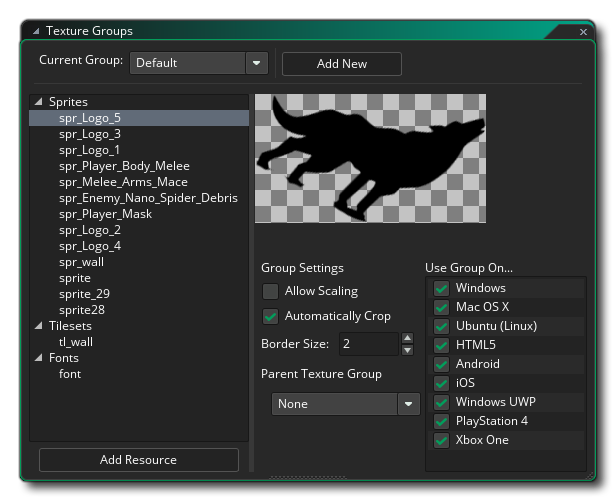 Texture Groups
Current Group: Default
Add New
Sprites
spr_Logo_5
spr_Logo_3
spr_Logo_1
spr_Player_Body_Melee
spr_Melee_Arms_Mace
spr_Enemy_Nano_Spider_Debris
spr_Player_Mask
spr_Logo_2
spr_Logo_4
spr_wall
sprite
sprite_29
sprite28
Tilesets
tl_wall
Fonts
font
Add Resource
Group Settings
Allow Scaling
Automatically Crop
Border Size: 2
Parent Texture Group
None
Use Group On...
Windows
Mac OS X
Ubuntu (Linux)
HTML5
Android
iOS
Windows UWP
PlayStation 4
Xbox One